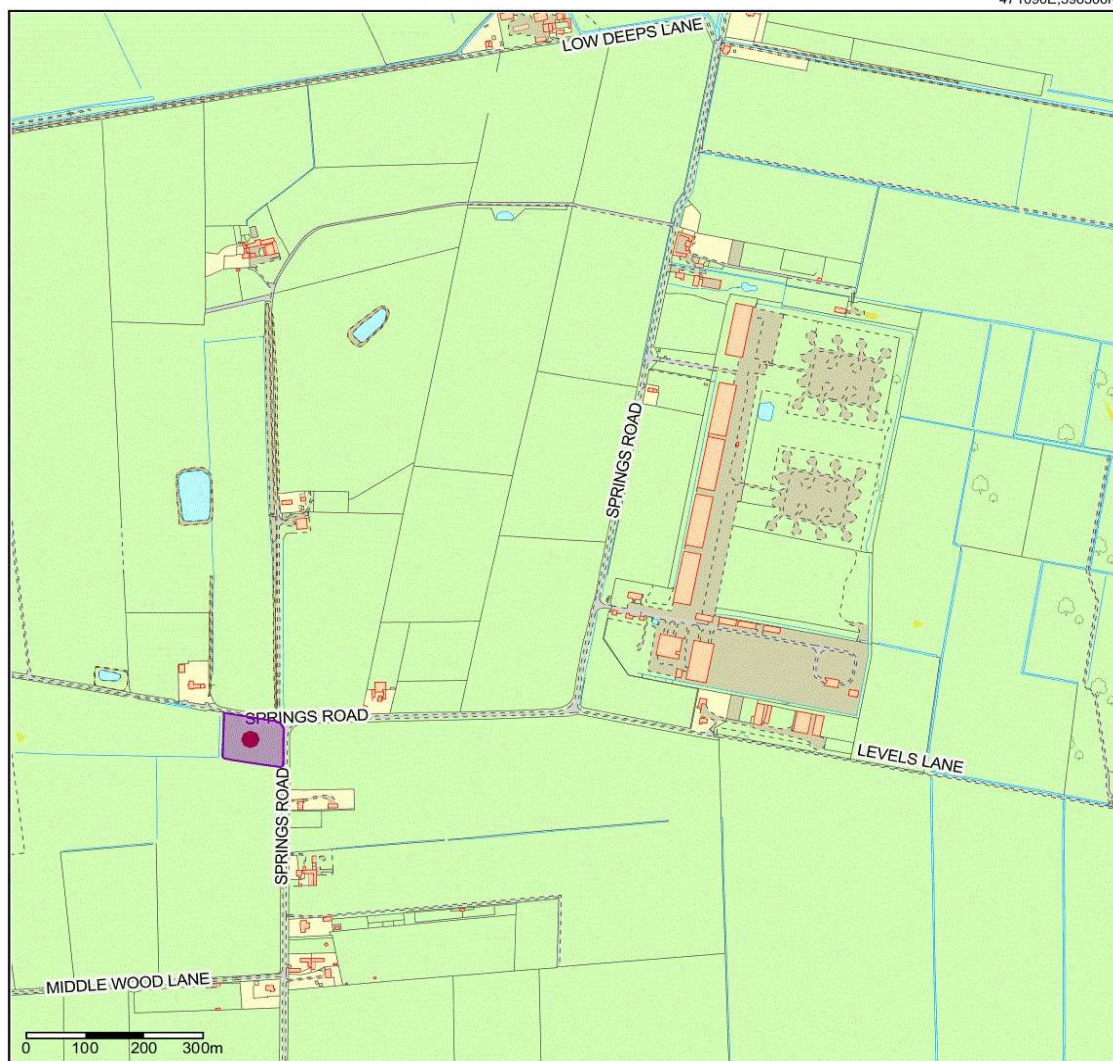 LOW DEEPS LANE
SPRINGS ROAD
SPRINGS ROAD
LEVELS LANE
SPRINGS ROAD
MIDDLE WOOD LANE
0 100 200 300m